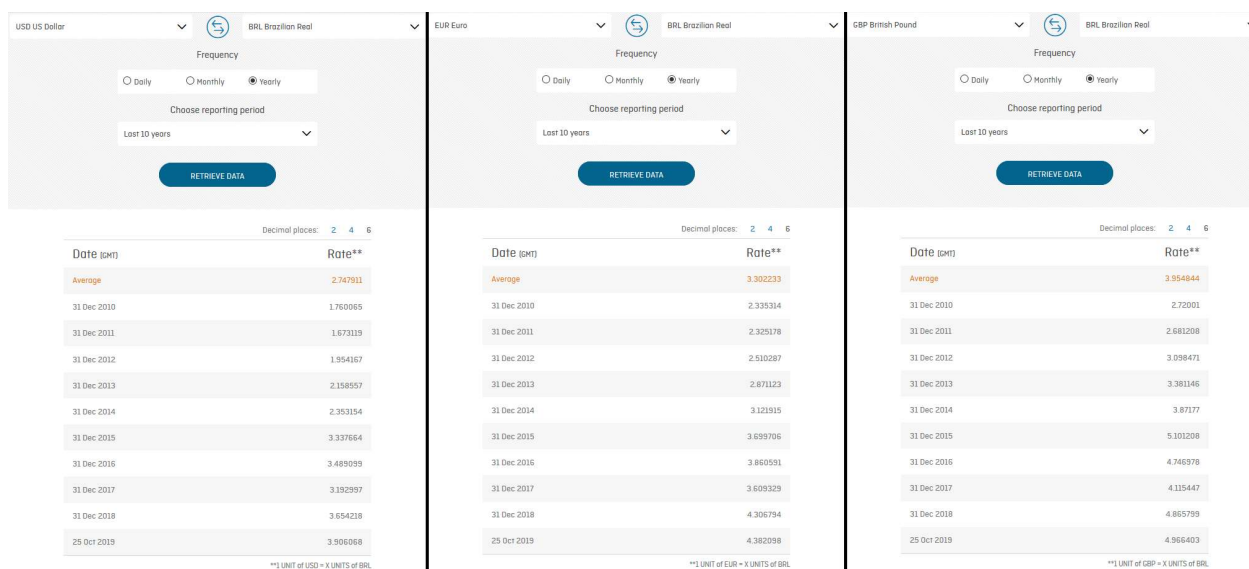 USD US Dollar BRL Brazilian Real
Frequency
Daily Monthly Yearly
Choose reporting period
Last 10 years
RETRIEVE DATA
Decimal places: 2 4 6
Date (GMT) Rate**
Average 2.747911
31 Dec 2010 1.760065
31 Dec 2011 1.673119
31 Dec 2012 1.954167
31 Dec 2013 2.158557
31 Dec 2014 2.353154
31 Dec 2015 3.337664
31 Dec 2016 3.489099
31 Dec 2017 3.192997
31 Dec 2018 3.654218
25 Oct 2019 3.906068
**1 UNIT of USD = X UNITS of BRL
EUR Euro BRL Brazilian Real
Frequency
Daily Monthly Yearly
Choose reporting period
Last 10 years
RETRIEVE DATA
Decimal places: 2 4 6
Date (GMT) Rate**
Average 3.302233
31 Dec 2010 2.335314
31 Dec 2011 2.325178
31 Dec 2012 2.510287
31 Dec 2013 2.871123
31 Dec 2014 3.121915
31 Dec 2015 3.699706
31 Dec 2016 3.860591
31 Dec 2017 3.609329
31 Dec 2018 4.306794
25 Oct 2019 4.382098
**1 UNIT of EUR = X UNITS of BRL
GBP British Pound BRL Brazilian Real
Frequency
Daily Monthly Yearly
Choose reporting period
Last 10 years
RETRIEVE DATA
Decimal places: 2 4 6
Date (GMT) Rate**
Average 3.954844
31 Dec 2010 2.72001
31 Dec 2011 2.681208
31 Dec 2012 3.098471
31 Dec 2013 3.381146
31 Dec 2014 3.87177
31 Dec 2015 5.101208
31 Dec 2016 4.746978
31 Dec 2017 4.115447
31 Dec 2018 4.865799
25 Oct 2019 4.966403
**1 UNIT of GBP = X UNITS of BRL